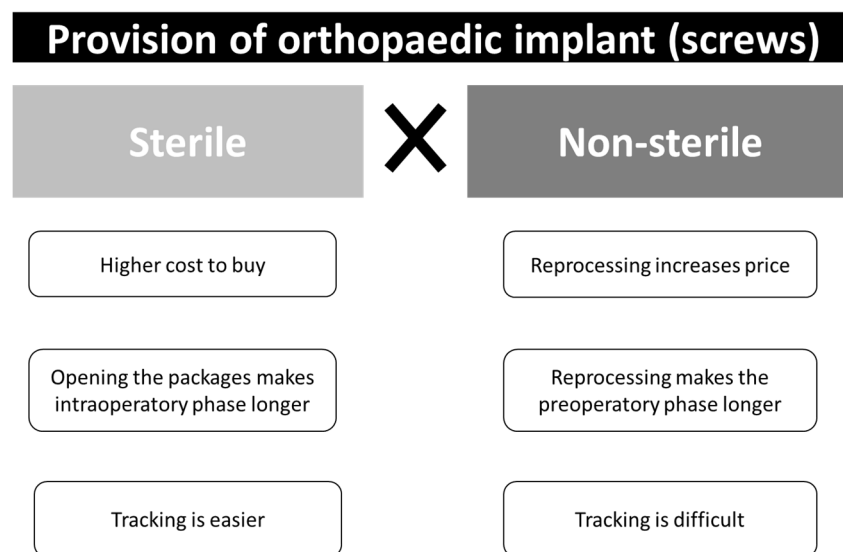 Provision of orthopaedic implant (screws)
Sterile
Non-sterile
Higher cost to buy
Reprocessing increases price
Opening the packages makes
intraoperatory phase longer
Reprocessing makes the
preoperatory phase longer
Tracking is easier
Tracking is difficult